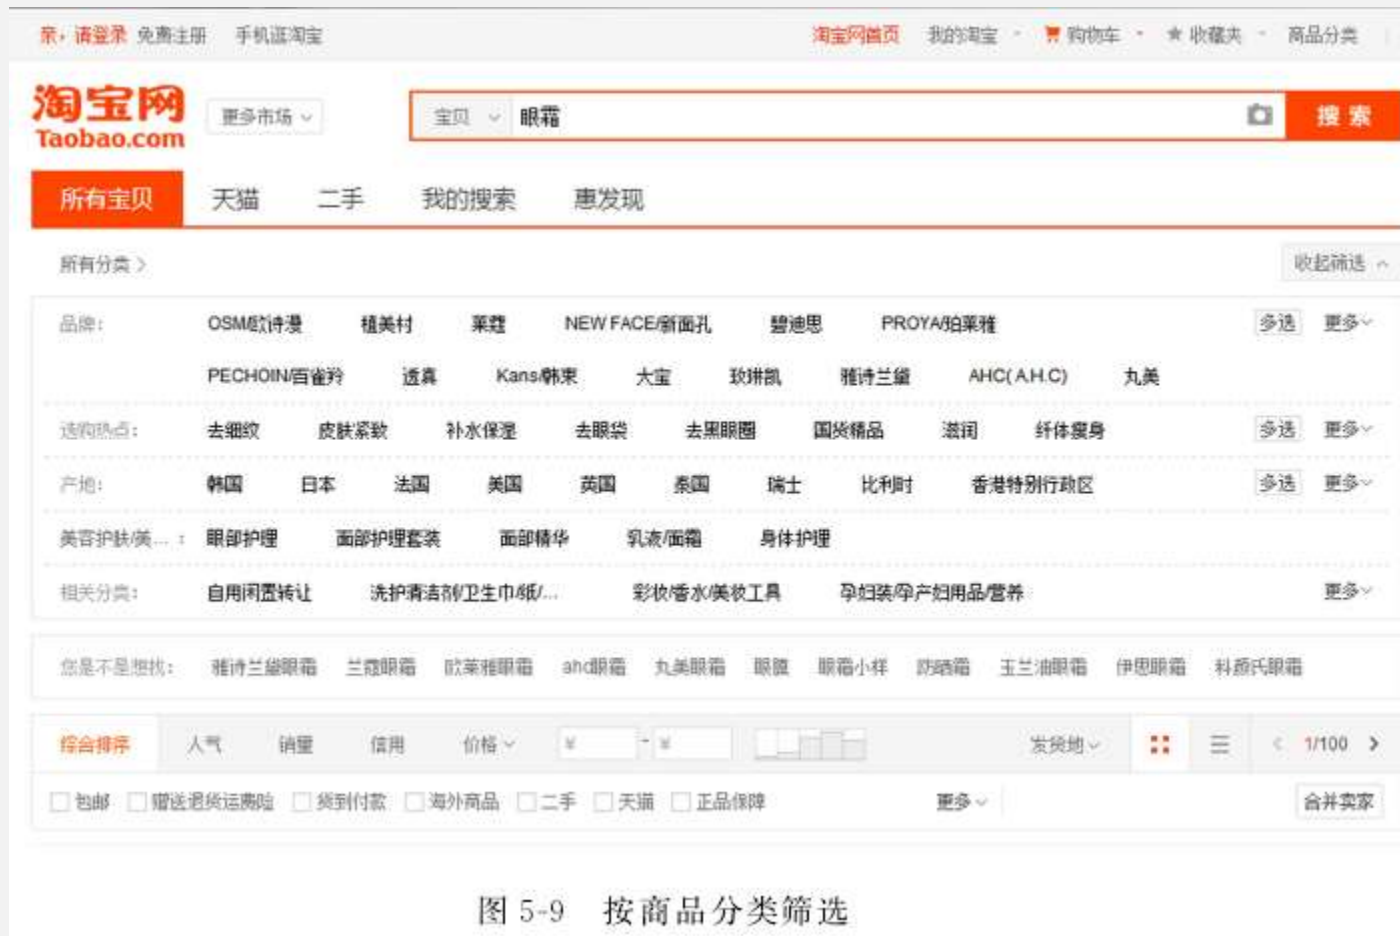 亲，请登录 免费注册 手机逛淘宝 淘宝网首页 我的淘宝 购物车 收藏夹 商品分类
淘宝网
Taobao.com
更多市场 宝贝 眼霜 搜索
所有宝贝 天猫 二手 我的搜索 惠发现
所有分类 > 收起筛选
品牌： OSM/欧诗漫 植美村 莱蔻 NEW FACE/新面孔 碧迪思 PROYA/珀莱雅 多选 更多
PECHOIN/百雀羚 透真 Kans/韩束 大宝 玫琳凯 雅诗兰黛 AHC( A.H.C) 丸美
选购热点： 去细纹 皮肤紧致 补水保湿 去眼袋 去黑眼圈 国货精品 滋润 纤体瘦身 多选 更多
产地： 韩国 日本 法国 美国 英国 泰国 瑞士 比利时 香港特别行政区 多选 更多
美容护肤/美...： 眼部护理 面部护理套装 面部精华 乳液/面霜 身体护理
相关分类： 自用闲置转让 洗护清洁剂/卫生巾/纸/... 彩妆/香水/美妆工具 孕妇装/孕产妇用品/营养 更多
您是不是想找： 雅诗兰黛眼霜 兰蔻眼霜 欧莱雅眼霜 ahc眼霜 丸美眼霜 眼膜 眼霜小样 防晒霜 玉兰油眼霜 伊思眼霜 科颜氏眼霜
综合排序 人气 销量 信用 价格 ¥ - ¥ 发货地 < 1/100 >
包邮 赠送退货运费险 货到付款 海外商品 二手 天猫 正品保障 更多 合并卖家
图 5-9 按商品分类筛选